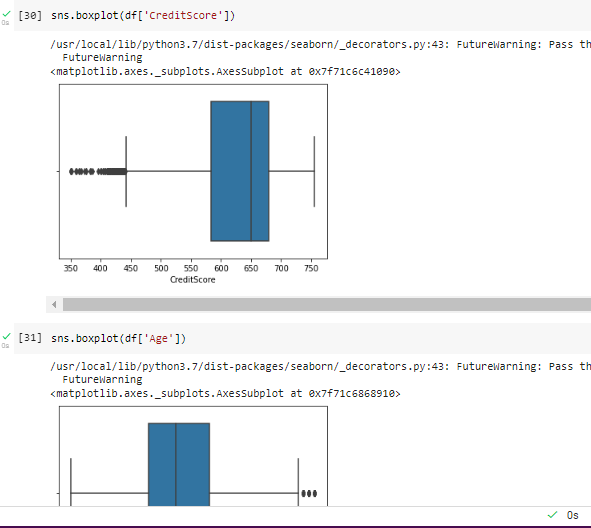 [30] sns.boxplot(df['CreditScore'])
0s
/usr/local/lib/python3.7/dist-packages/seaborn/_decorators.py:43: FutureWarning: Pass th
FutureWarning
<matplotlib.axes._subplots.AxesSubplot at 0x7f71c6c41090>
350 400 450 500 550 600 650 700 750
CreditScore
[31] sns.boxplot(df['Age'])
0s
/usr/local/lib/python3.7/dist-packages/seaborn/_decorators.py:43: FutureWarning: Pass th
FutureWarning
<matplotlib.axes._subplots.AxesSubplot at 0x7f71c6868910>
0s